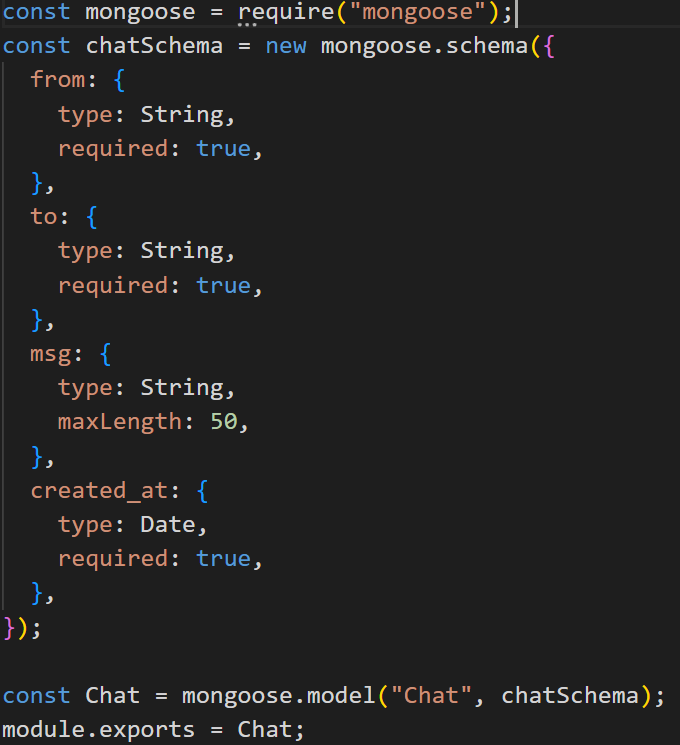 const mongoose = require("mongoose");
const chatSchema = new mongoose.schema({
  from: {
    type: String,
    required: true,
  },
  to: {
    type: String,
    required: true,
  },
  msg: {
    type: String,
    maxLength: 50,
  },
  created_at: {
    type: Date,
    required: true,
  },
});

const Chat = mongoose.model("Chat", chatSchema);
module.exports = Chat;